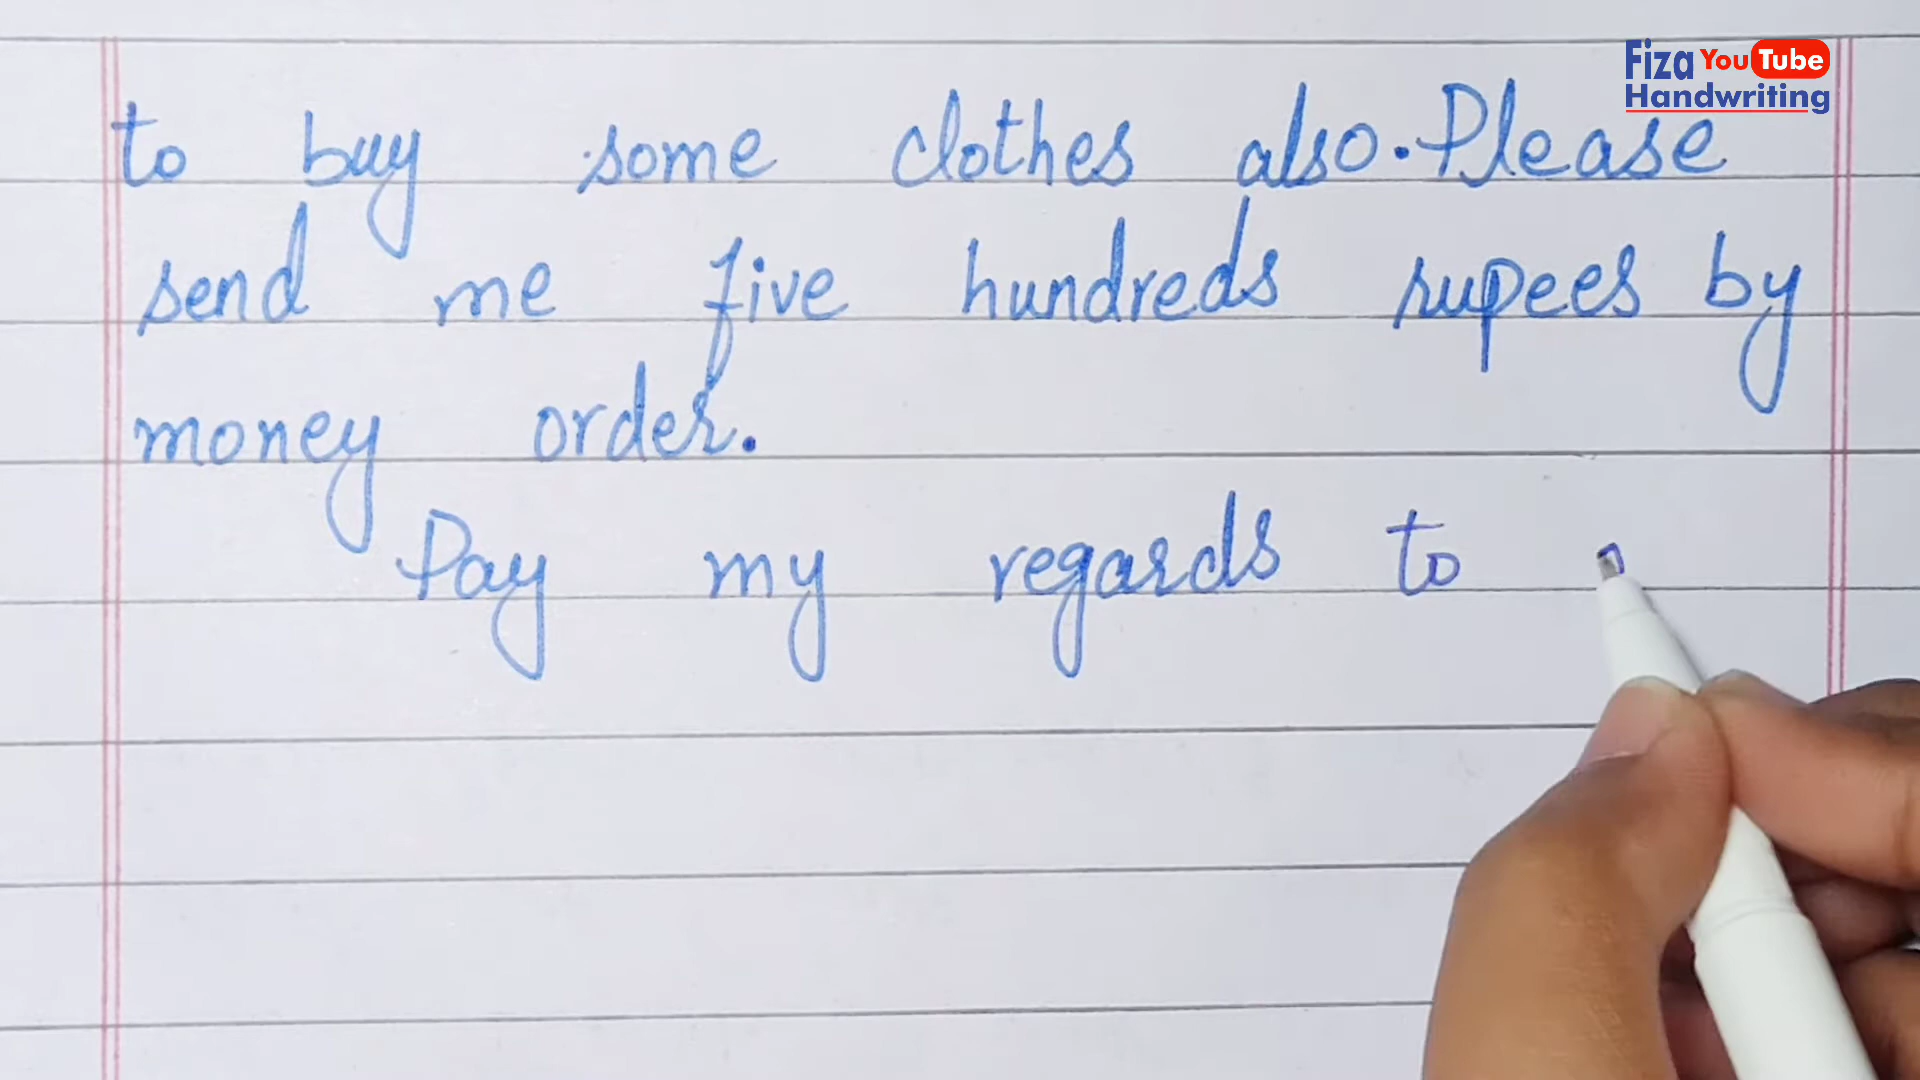 Fiza YouTube
Handwriting
to buy some clothes also. Please
send me five hundreds rupees by
money order.
Pay my regards to